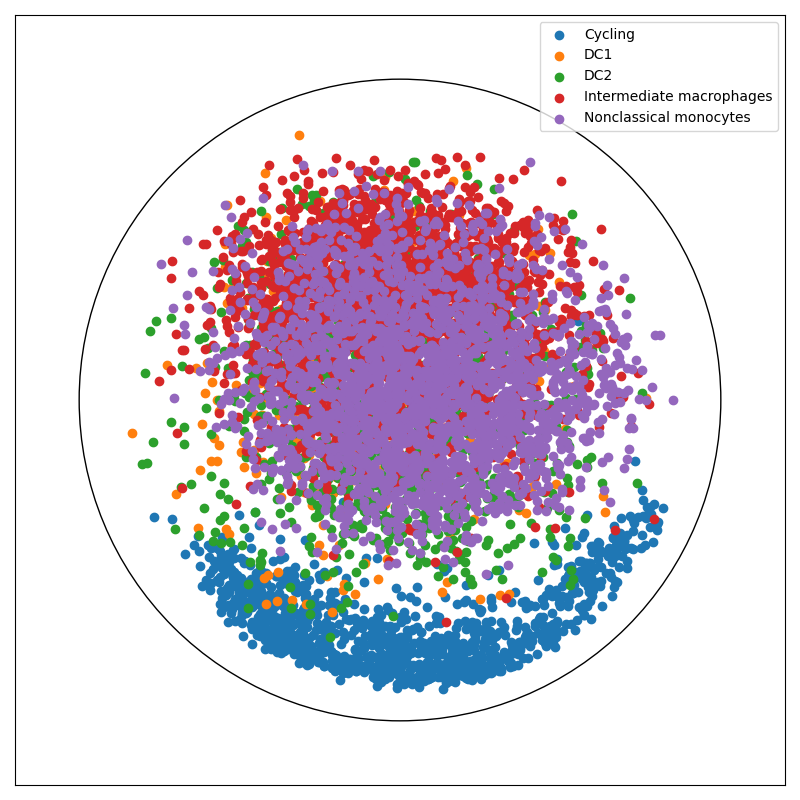 Cycling
DC1
DC2
Intermediate macrophages
Nonclassical monocytes